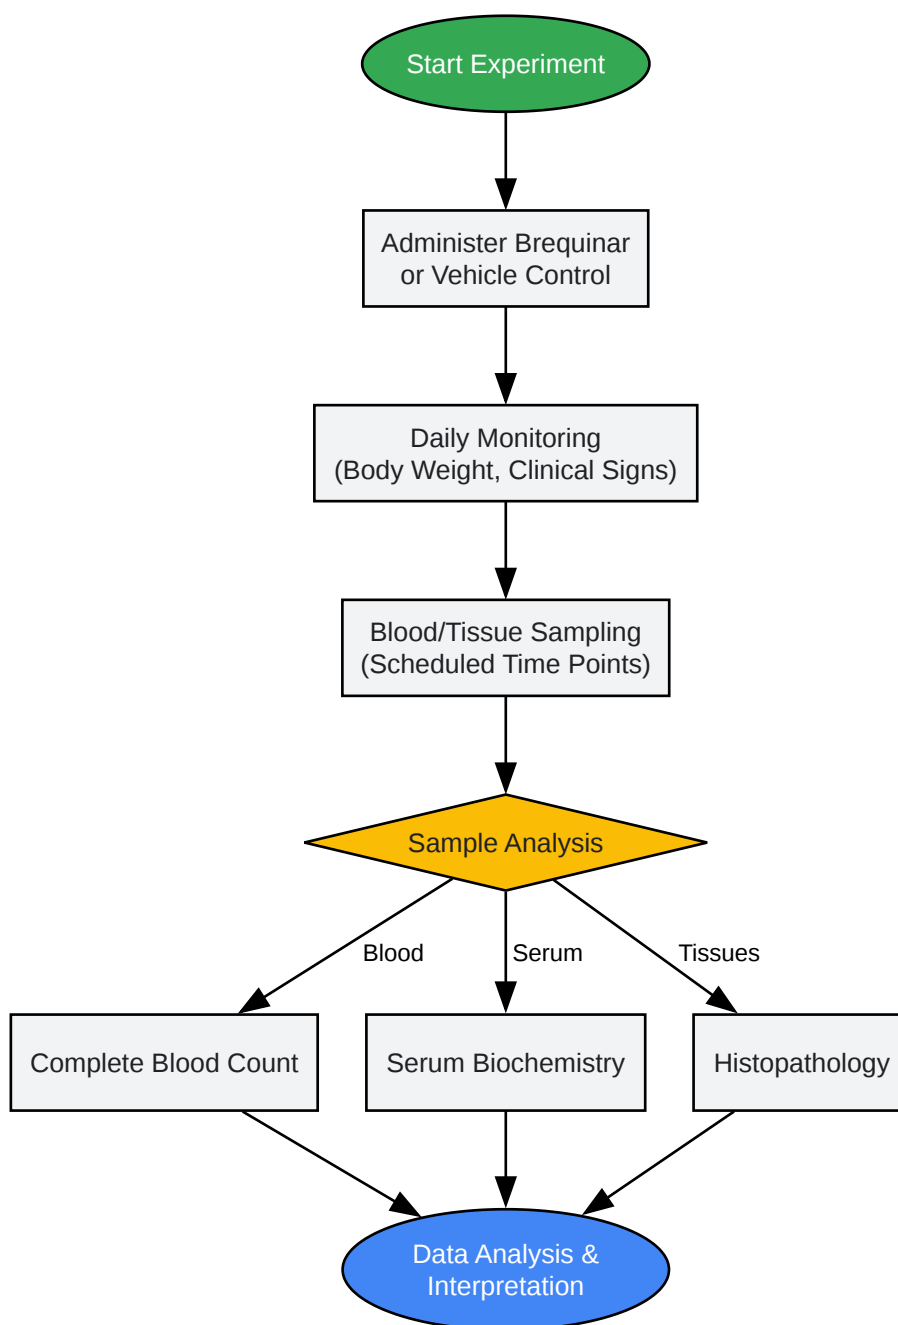 Start Experiment
Administer Brequinar
or Vehicle Control
Daily Monitoring
(Body Weight, Clinical Signs)
Blood/Tissue Sampling
(Scheduled Time Points)
Sample Analysis
Blood
Serum
Tissues
Complete Blood Count
Serum Biochemistry
Histopathology
Data Analysis &
Interpretation